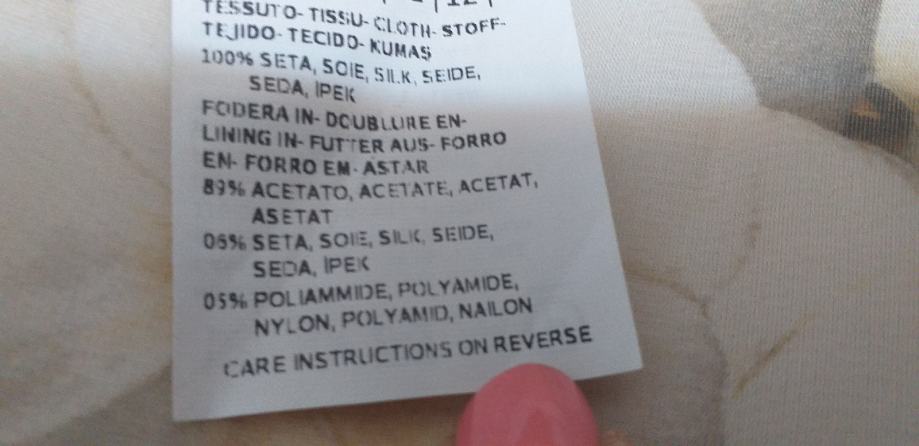 TESSUTO- TISSU- CLOTH- STOFF-
TEJIDO- TECIDO- KUMAŞ
100% SETA, SOIE, SILK, SEIDE,
SEDA, İPEK
FODERA IN- DOUBLURE EN-
LINING IN- FUTTER AUS- FORRO
EN- FORRO EM- ASTAR
89% ACETATO, ACETATE, ACETAT,
ASETAT
06% SETA, SOIE, SILK, SEIDE,
SEDA, İPEK
05% POLIAMMIDE, POLYAMIDE,
NYLON, POLYAMID, NAILON
CARE INSTRUCTIONS ON REVERSE